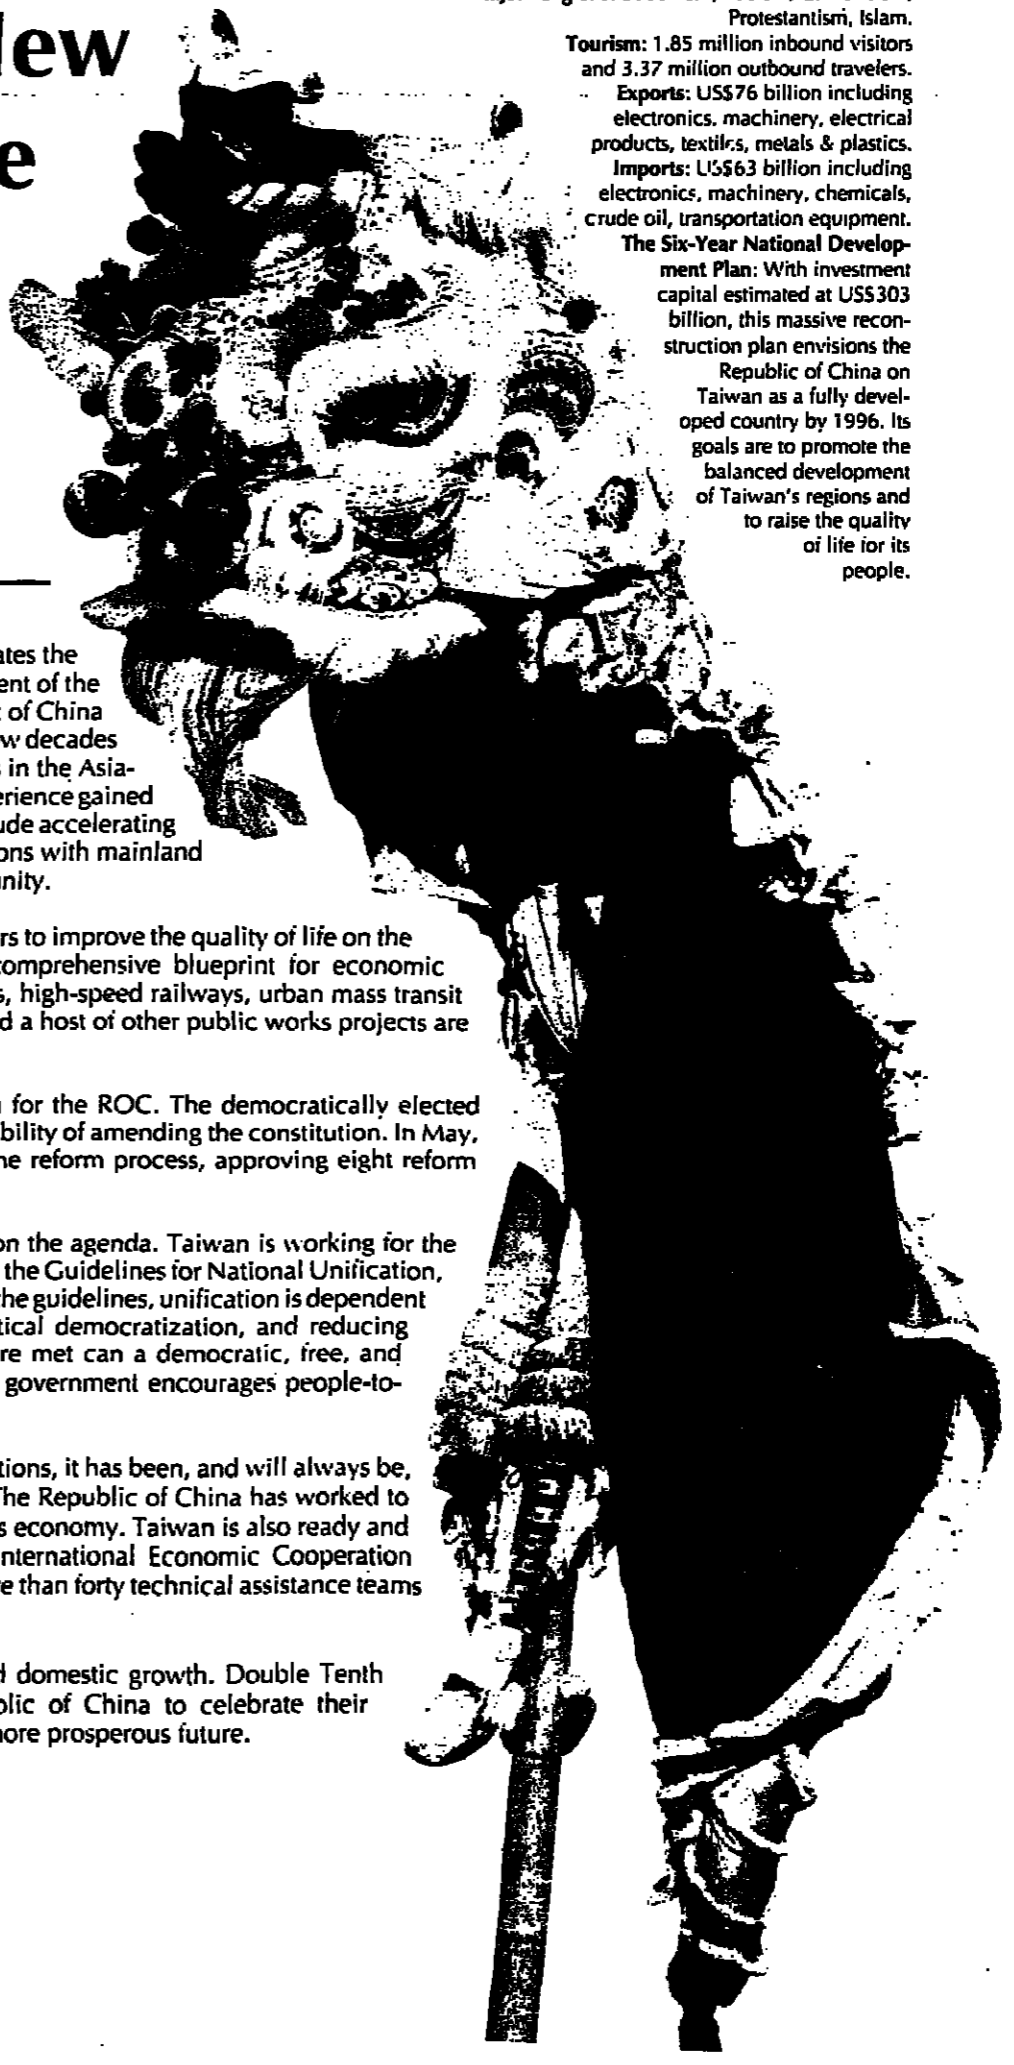 ew
e
Protestantism, Islam.
Tourism: 1.85 million inbound visitors
and 3.37 million outbound travelers.
Exports: US$76 billion including
electronics, machinery, electrical
products, textiles, metals & plastics.
Imports: US$63 billion including
electronics, machinery, chemicals,
crude oil, transportation equipment.
The Six-Year National Develop-
ment Plan: With investment
capital estimated at US$303
billion, this massive recon-
struction plan envisions the
Republic of China on
Taiwan as a fully devel-
oped country by 1996. Its
goals are to promote the
balanced development
of Taiwan's regions and
to raise the quality
of life for its
people.
ates the
ent of the
of China
w decades
s in the Asia-
erience gained
ude accelerating
ons with mainland
unity.
rs to improve the quality of life on the
comprehensive blueprint for economic
s, high-speed railways, urban mass transit
d a host of other public works projects are
for the ROC. The democratically elected
bility of amending the constitution. In May,
he reform process, approving eight reform
on the agenda. Taiwan is working for the
the Guidelines for National Unification,
he guidelines, unification is dependent
tical democratization, and reducing
re met can a democratic, free, and
government encourages people-to-
tions, it has been, and will always be,
The Republic of China has worked to
s economy. Taiwan is also ready and
nternational Economic Cooperation
e than forty technical assistance teams
d domestic growth. Double Tenth
blic of China to celebrate their
more prosperous future.